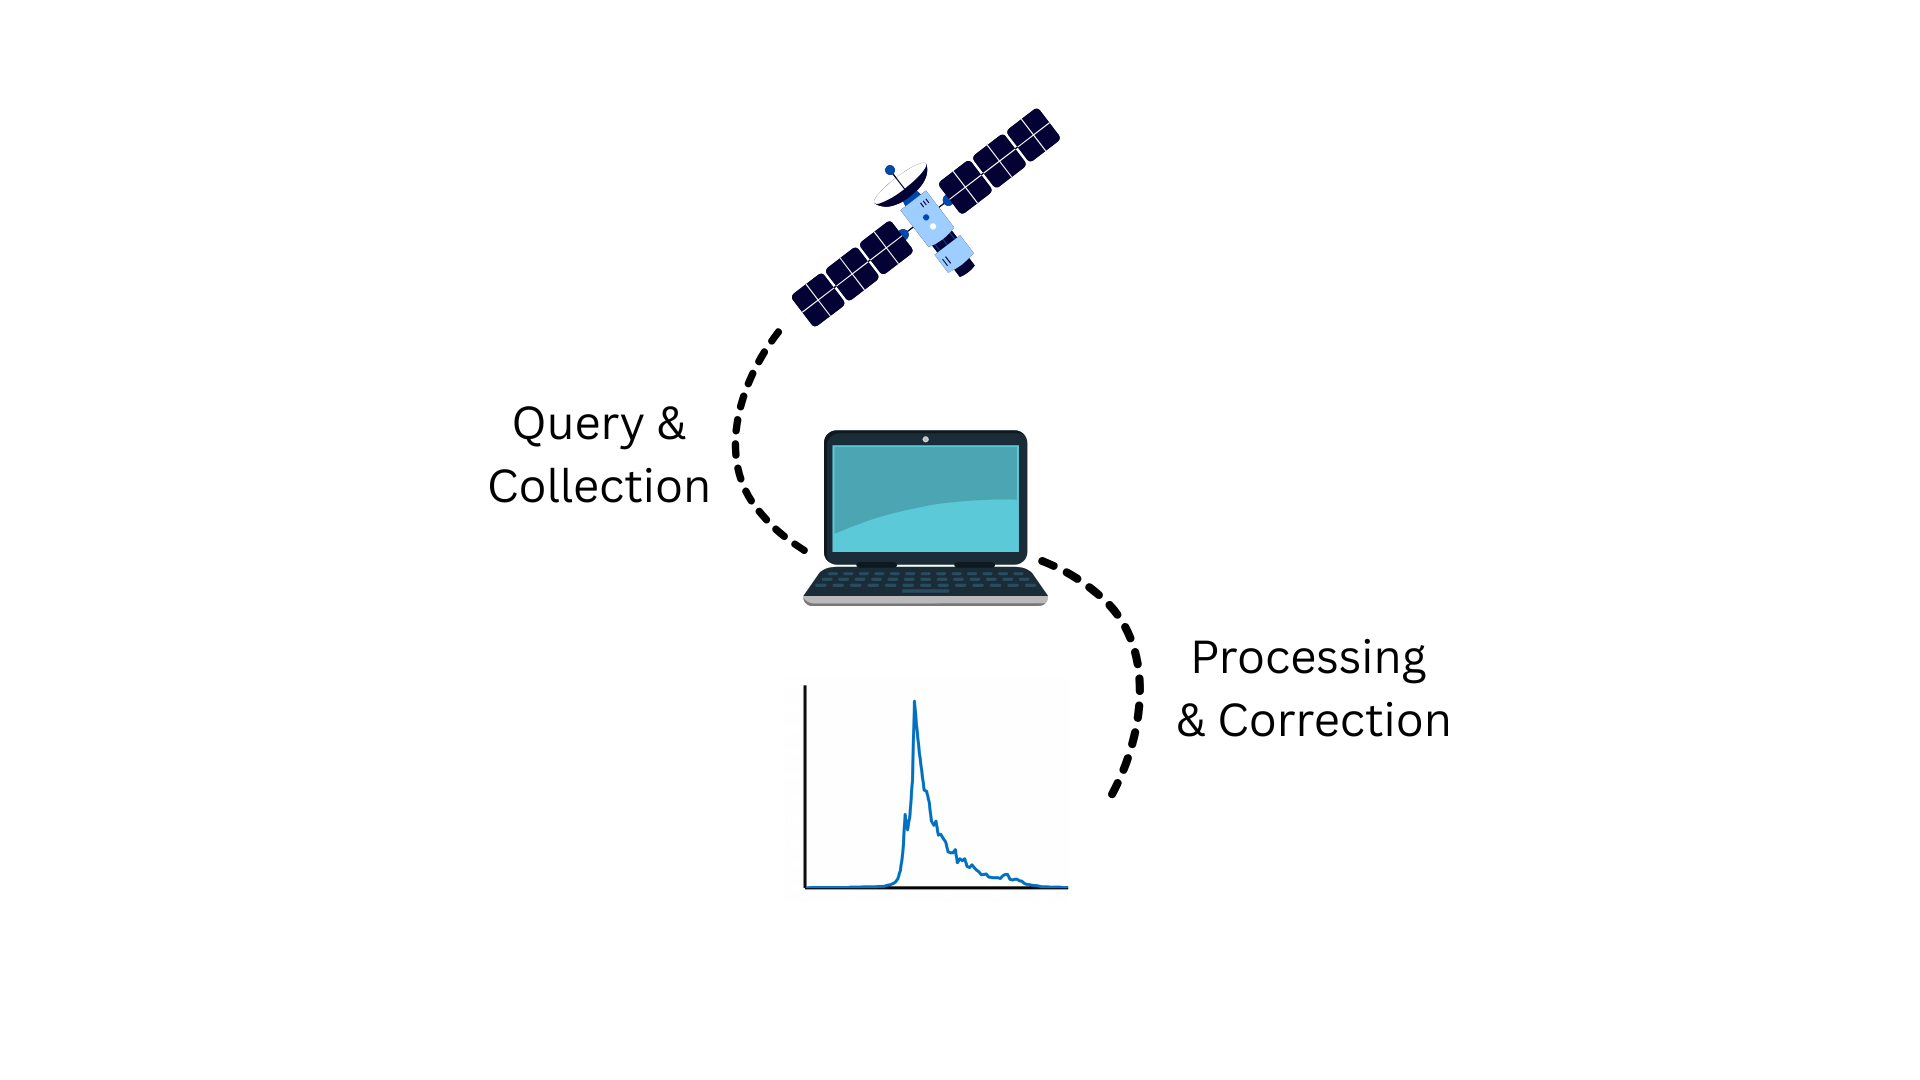 Query &
Collection
Processing
& Correction